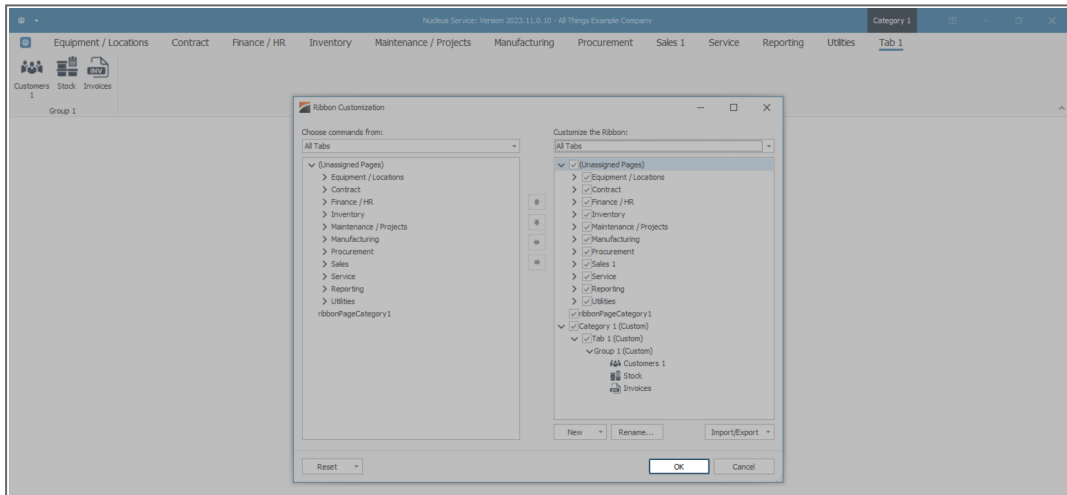 Nucleus Service: Version 2023.11.0.10 - All Things Example Company
Category 1
Equipment / Locations Contract Finance / HR Inventory Maintenance / Projects Manufacturing Procurement Sales 1 Service Reporting Utilities Tab 1
INV
Customers 1 Stock Invoices
Group 1
Ribbon Customization
Choose commands from:
All Tabs
(Unassigned Pages)
Equipment / Locations
Contract
Finance / HR
Inventory
Maintenance / Projects
Manufacturing
Procurement
Sales
Service
Reporting
Utilities
ribbonPageCategory1
Customize the Ribbon:
All Tabs
(Unassigned Pages)
Equipment / Locations
Contract
Finance / HR
Inventory
Maintenance / Projects
Manufacturing
Procurement
Sales 1
Service
Reporting
Utilities
ribbonPageCategory1
Category 1 (Custom)
Tab 1 (Custom)
Group 1 (Custom)
Customers 1
Stock
Invoices
New Rename... Import/Export
Reset OK Cancel